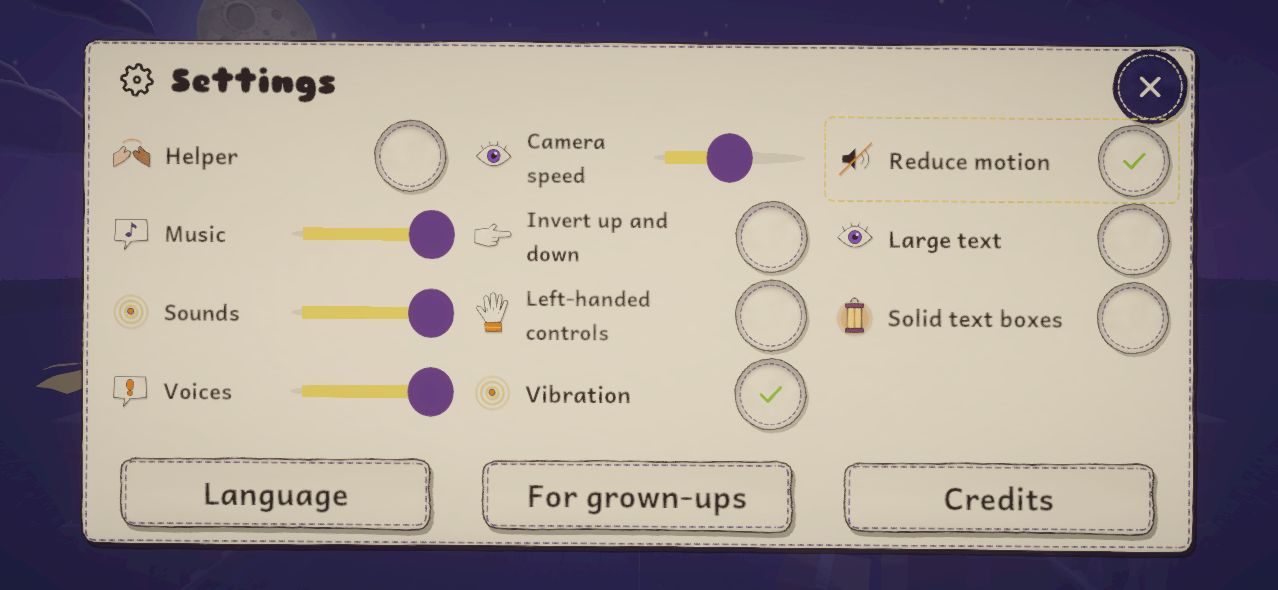 Settings
Helper
Music
Sounds
Voices
Camera
speed
Invert up and
down
Left-handed
controls
Vibration
Reduce motion
Large text
Solid text boxes
Language
For grown-ups
Credits